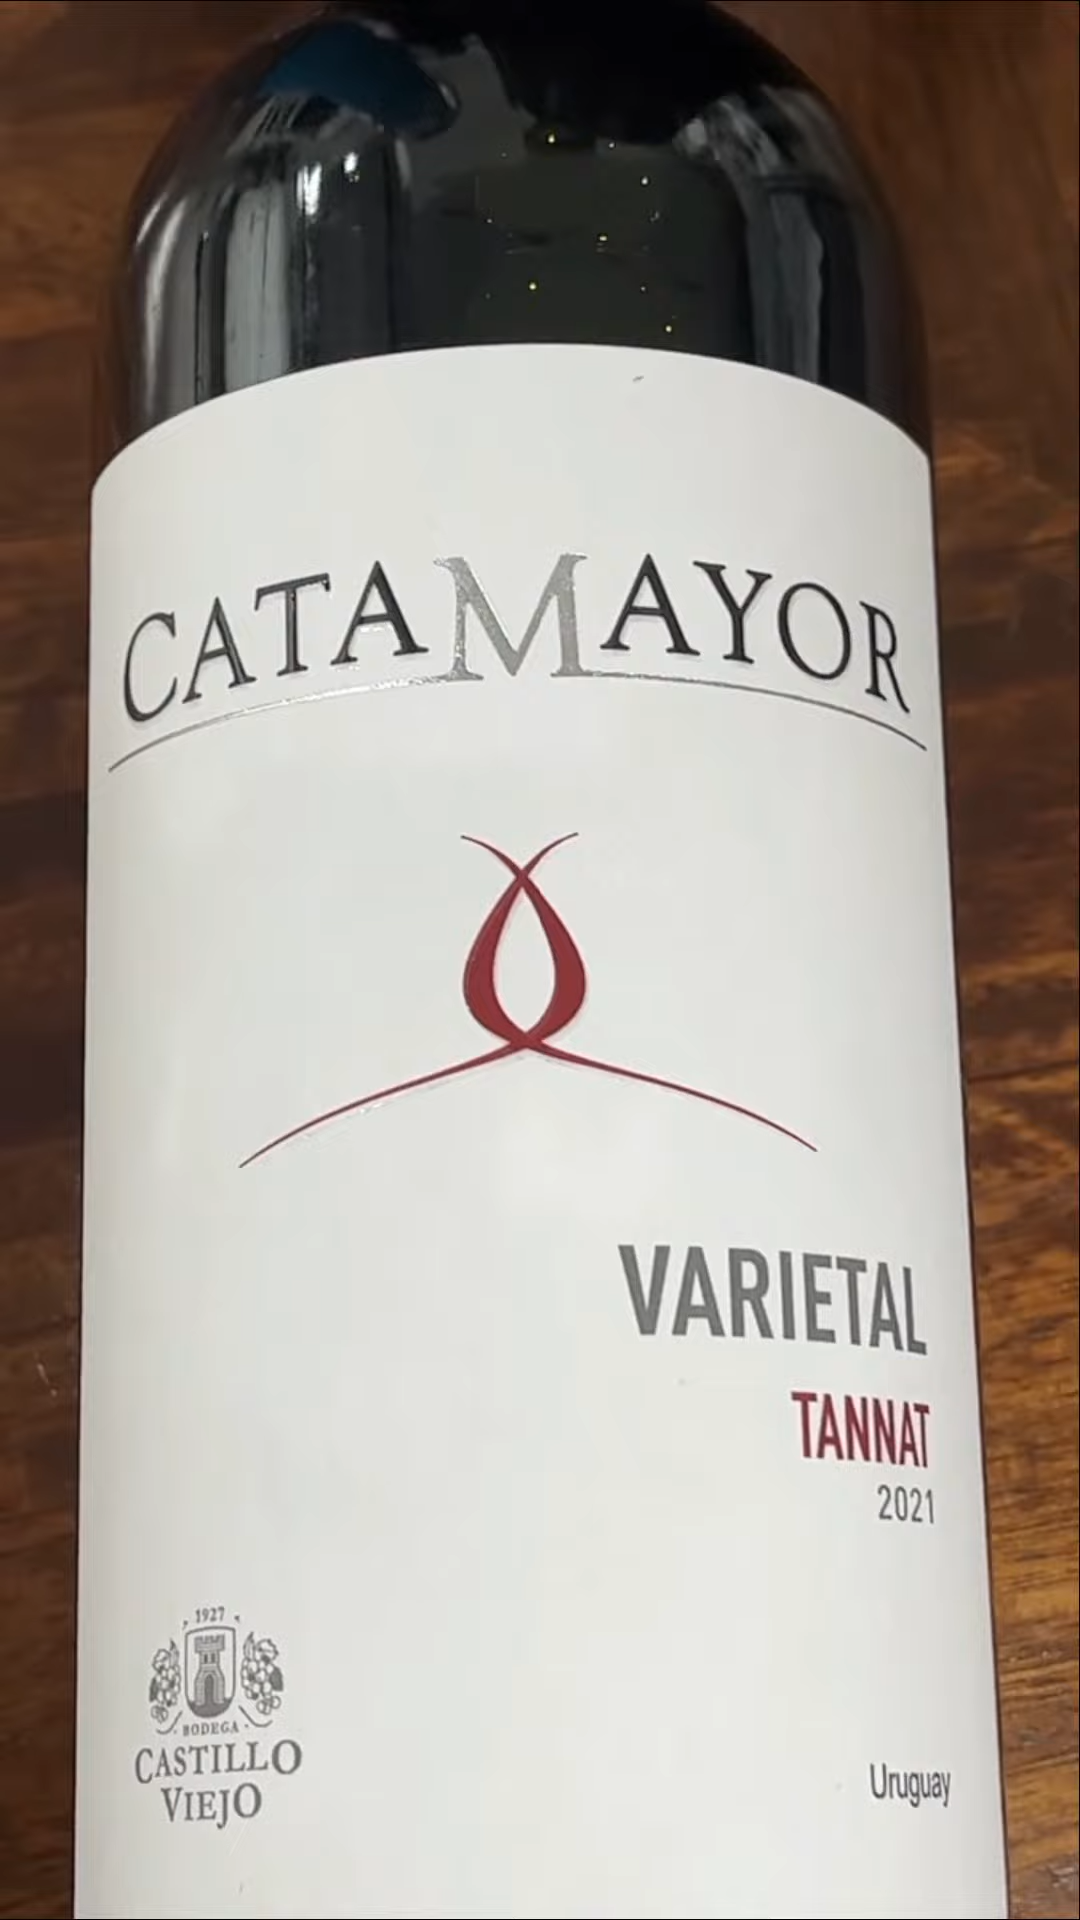 CATAMAYOR
VARIETAL
TANNAT
2021
1927
BODEGA
CASTILLO
VIEJO
Uruguay